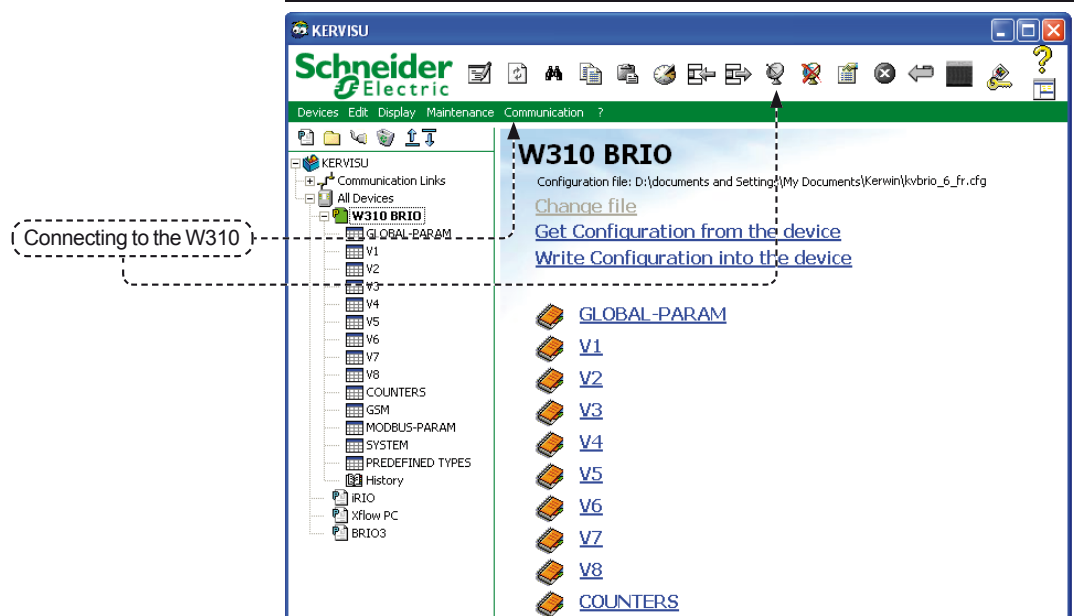 KERVISU
Schneider
Electric
?
Devices Edit Display Maintenance Communication ?
KERVISU
Communication Links
All Devices
W310 BRIO
GLOBAL-PARAM
V1
V2
V3
V4
V5
V6
V7
V8
COUNTERS
GSM
MODBUS-PARAM
SYSTEM
PREDEFINED TYPES
History
iRIO
Xflow PC
BRIO3
Connecting to the W310
W310 BRIO
Configuration file: D:\documents and Settings\My Documents\Kerwin\kvbrio_6_fr.cfg
Change file
Get Configuration from the device
Write Configuration into the device
GLOBAL-PARAM
V1
V2
V3
V4
V5
V6
V7
V8
COUNTERS